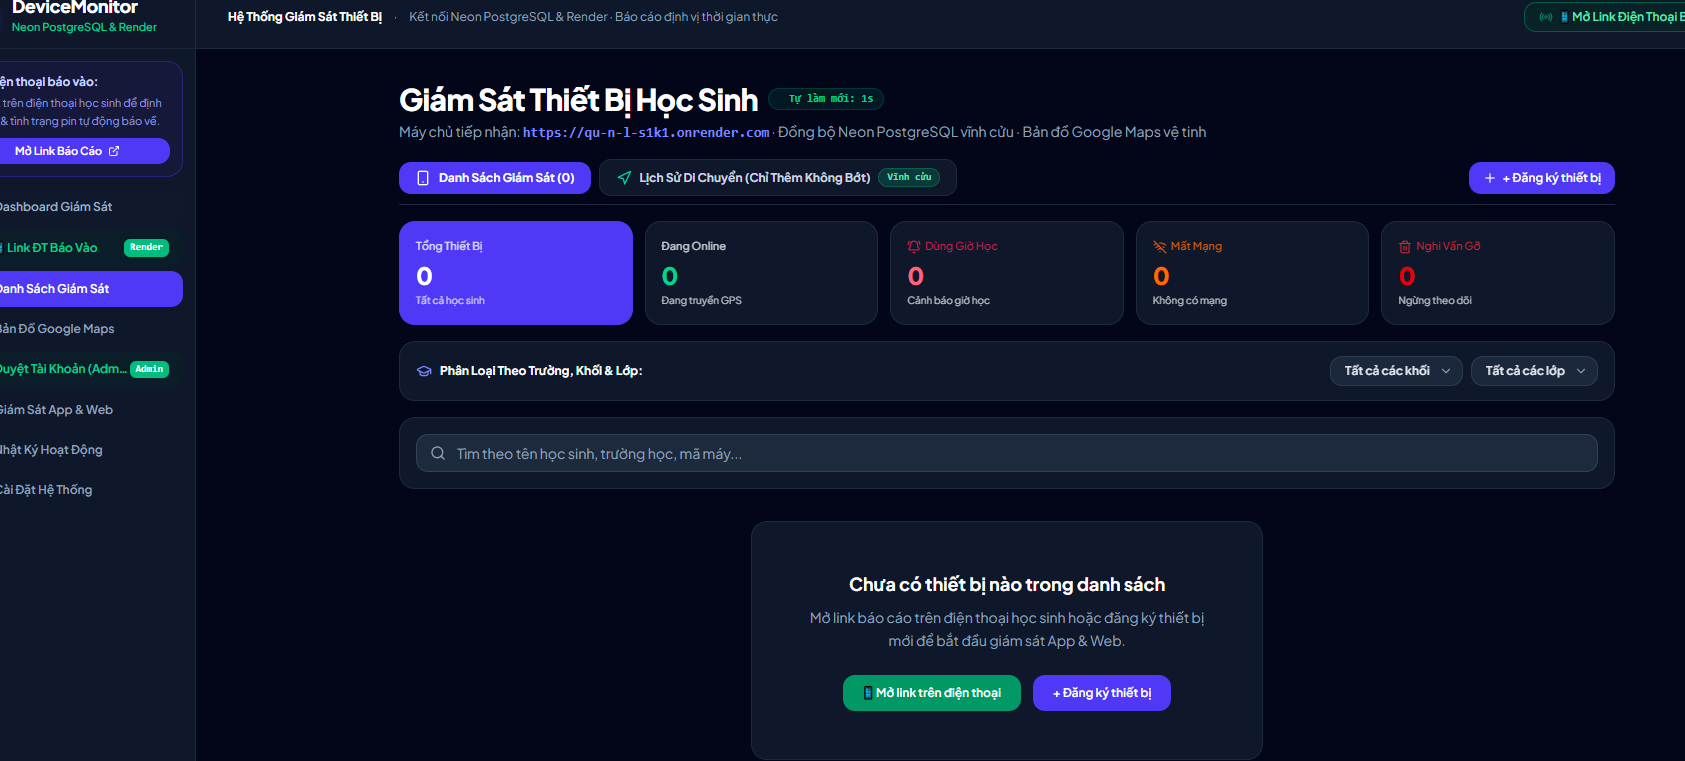 DeviceMonitor
Neon PostgreSQL & Render
Hệ Thống Giám Sát Thiết Bị · Kết nối Neon PostgreSQL & Render · Báo cáo định vị thời gian thực
Mở Link Điện Thoại
điện thoại báo vào:
trên điện thoại học sinh để định
& tình trạng pin tự động báo về.
Mở Link Báo Cáo
Dashboard Giám Sát
Link ĐT Báo Vào Render
Danh Sách Giám Sát
Bản Đồ Google Maps
Duyệt Tài Khoản (Adm... Admin
Giám Sát App & Web
Nhật Ký Hoạt Động
Cài Đặt Hệ Thống
Giám Sát Thiết Bị Học Sinh Tự làm mới: 1s
Máy chủ tiếp nhận: https://qu-n-l-s1k1.onrender.com · Đồng bộ Neon PostgreSQL vĩnh cửu · Bản đồ Google Maps vệ tinh
Danh Sách Giám Sát (0) Lịch Sử Di Chuyển (Chỉ Thêm Không Bớt) Vĩnh cửu
+ + Đăng ký thiết bị
Tổng Thiết Bị
0
Tất cả học sinh
Đang Online
0
Đang truyền GPS
Dùng Giờ Học
0
Cảnh báo giờ học
Mất Mạng
0
Không có mạng
Nghi Vấn Gỡ
0
Ngừng theo dõi
Phân Loại Theo Trường, Khối & Lớp:
Tất cả các khối
Tất cả các lớp
Tìm theo tên học sinh, trường học, mã máy...
Chưa có thiết bị nào trong danh sách
Mở link báo cáo trên điện thoại học sinh hoặc đăng ký thiết bị
mới để bắt đầu giám sát App & Web.
Mở link trên điện thoại
+ Đăng ký thiết bị